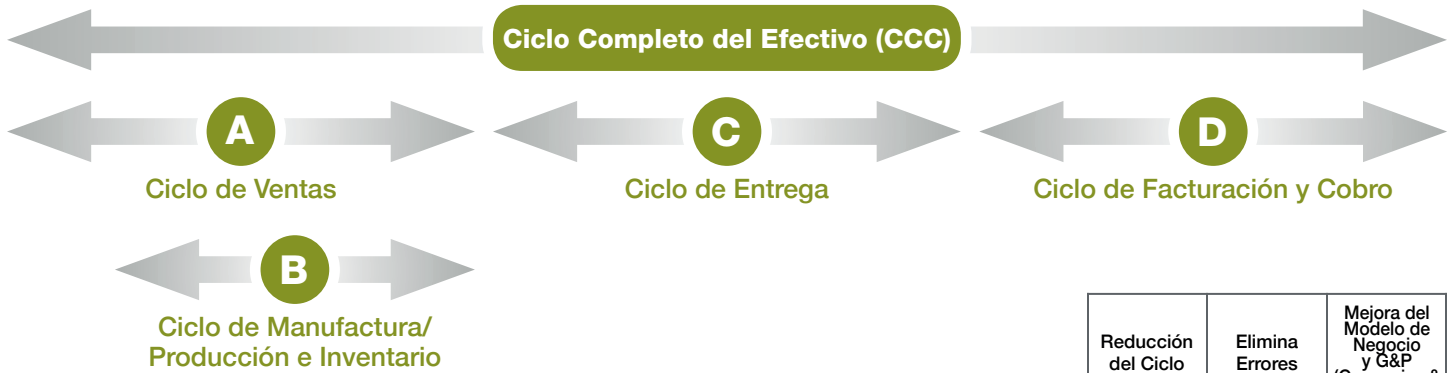 Ciclo Completo del Efectivo (CCC)
A
C
D
Ciclo de Ventas
Ciclo de Entrega
Ciclo de Facturación y Cobro
B
Ciclo de Manufactura/
Producción e Inventario
Reducción
del Ciclo
Elimina
Errores
Mejora del
Modelo de
Negocio
y G&P